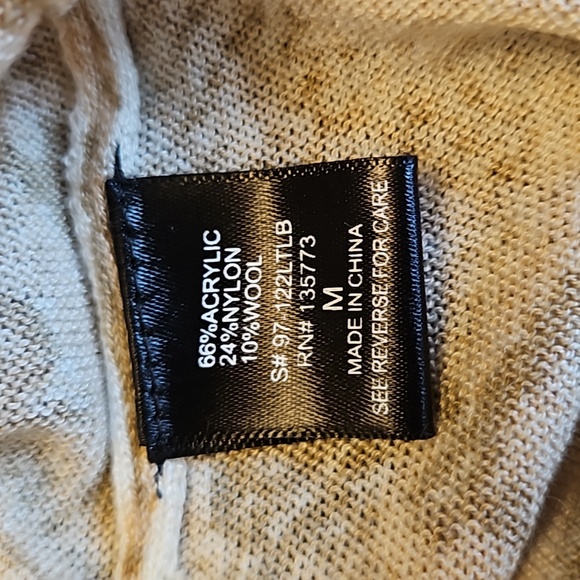 66%ACRYLIC
24%NYLON
10%WOOL
S# 97-122LTLB
RN# 135773
M
MADE IN CHINA
SEE REVERSE FOR CARE